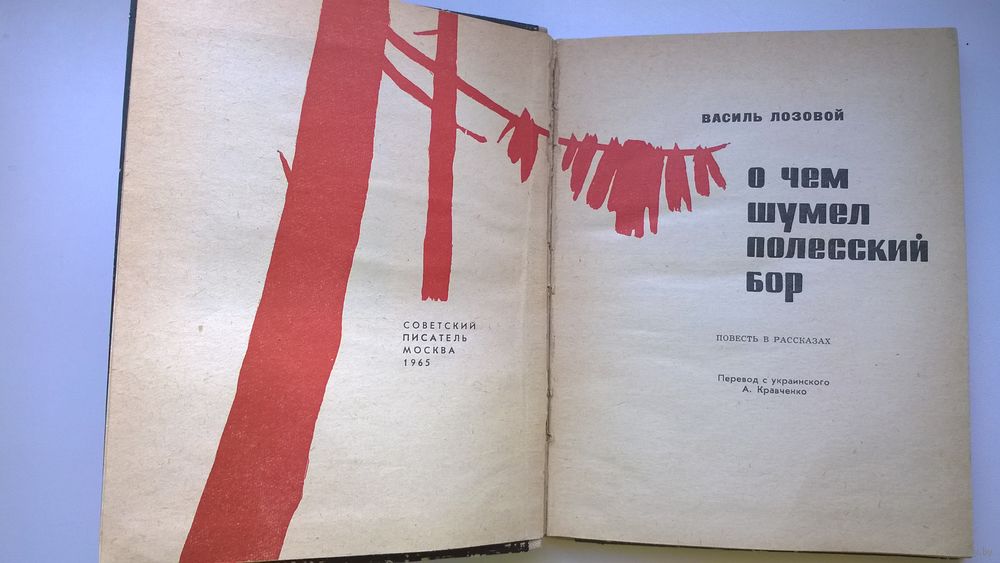 СОВЕТСКИЙ
ПИСАТЕЛЬ
МОСКВА
1965
ВАСИЛЬ ЛОЗОВОЙ
О ЧЕМ
ШУМЕЛ
ПОЛЕССКИЙ
БОР
ПОВЕСТЬ В РАССКАЗАХ
Перевод с украинского
А. Кравченко